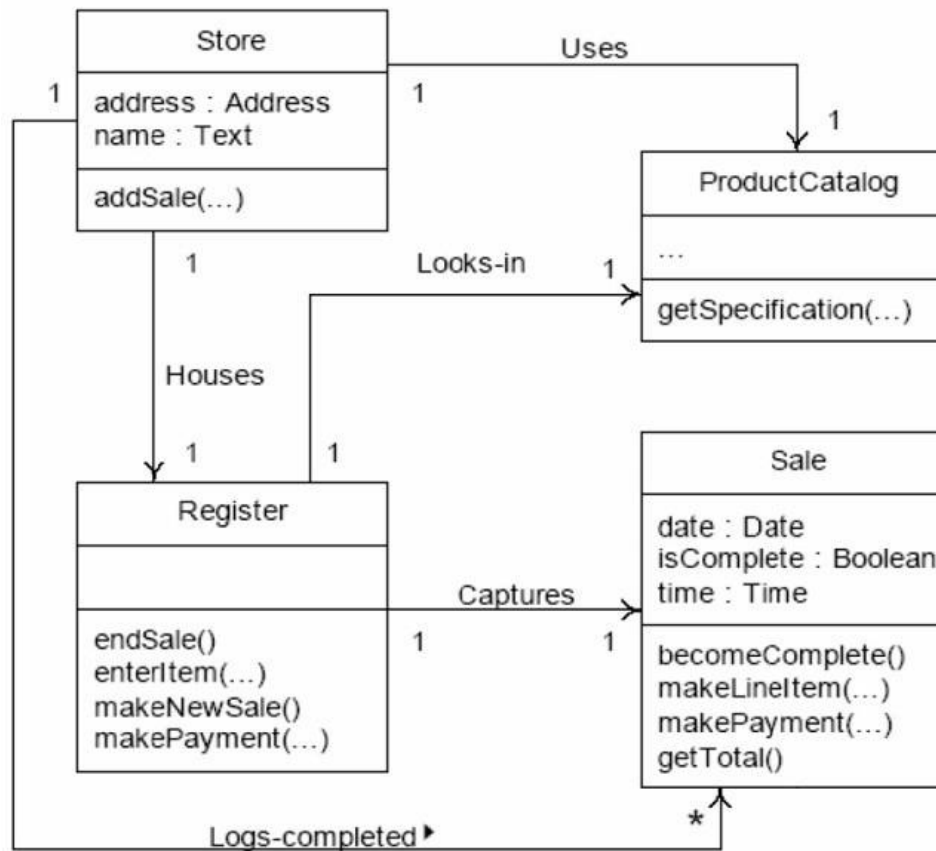 Store
address : Address
name : Text
addSale(...)
1
1
Uses
1
ProductCatalog
...
getSpecification(...)
1
Houses
1
Looks-in
1
1
Register
endSale()
enterItem(...)
makeNewSale()
makePayment(...)
Captures
1
1
Sale
date : Date
isComplete : Boolean
time : Time
becomeComplete()
makeLineItem(...)
makePayment(...)
getTotal()
*
Logs-completed